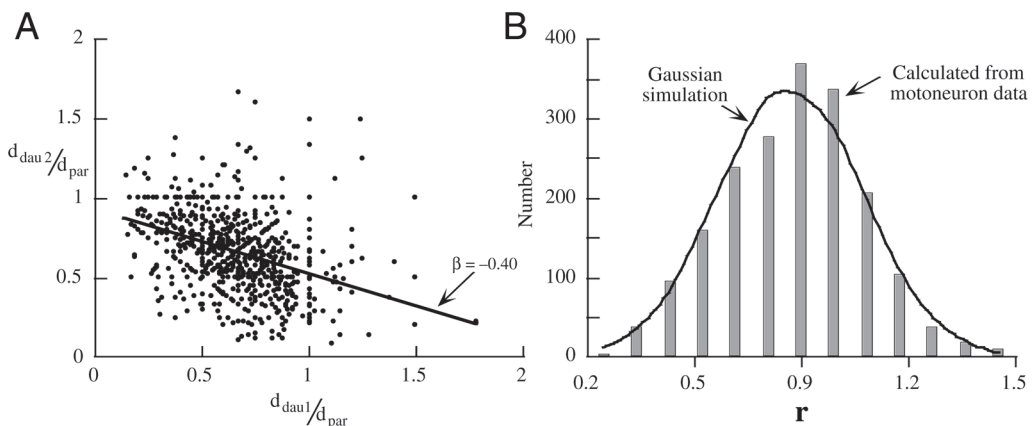 A
2
1.5
d dau 2/d par
1
0.5
0
0
0.5
1
1.5
2
d dau1/d par
β = –0.40
B
400
300
200
100
0
Number
Gaussian
simulation
Calculated from
motoneuron data
0.2
0.5
0.9
1.2
1.5
r